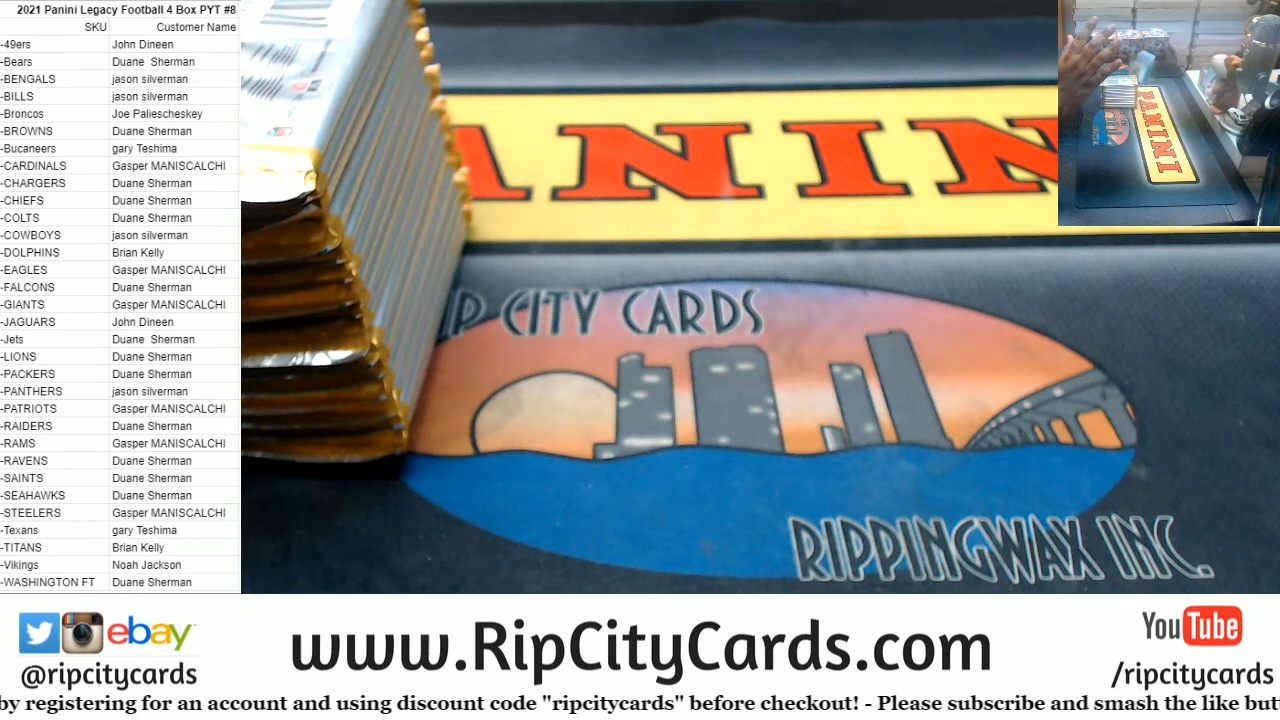 2021 Panini Legacy Football 4 Box PYT #8
SKU Customer Name
-49ers John Dineen
-Bears Duane Sherman
-BENGALS jason silverman
-BILLS jason silverman
-Broncos Joe Paliescheskey
-BROWNS Duane Sherman
-Bucaneers gary Teshima
-CARDINALS Gasper MANISCALCHI
-CHARGERS Duane Sherman
-CHIEFS Duane Sherman
-COLTS Duane Sherman
-COWBOYS jason silverman
-DOLPHINS Brian Kelly
-EAGLES Gasper MANISCALCHI
-FALCONS Duane Sherman
-GIANTS Gasper MANISCALCHI
-JAGUARS John Dineen
-Jets Duane Sherman
-LIONS Duane Sherman
-PACKERS Duane Sherman
-PANTHERS jason silverman
-PATRIOTS Gasper MANISCALCHI
-RAIDERS Duane Sherman
-RAMS Gasper MANISCALCHI
-RAVENS Duane Sherman
-SAINTS Duane Sherman
-SEAHAWKS Duane Sherman
-STEELERS Gasper MANISCALCHI
-Texans gary Teshima
-TITANS Brian Kelly
-Vikings Noah Jackson
-WASHINGTON FT Duane Sherman
ANIN
PANINI
IP CITY CARDS
RIPPINGWAX INC.
ebay
@ripcitycards
www.RipCityCards.com
YouTube
/ripcitycards
by registering for an account and using discount code "ripcitycards" before checkout! - Please subscribe and smash the like but